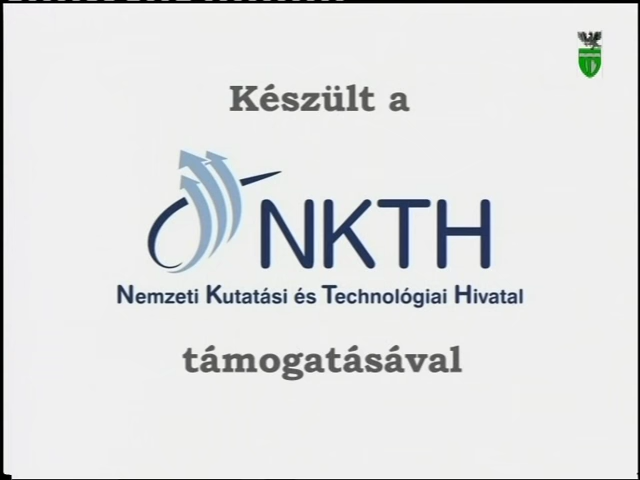 Készült a
NKTH
Nemzeti Kutatási és Technológiai Hivatal
támogatásával